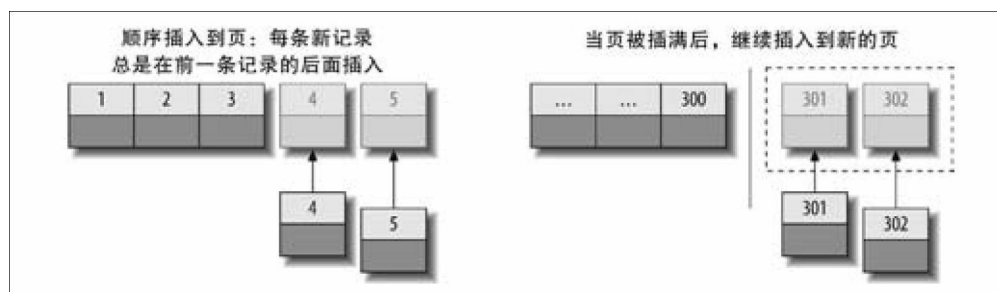 顺序插入到页：每条新记录
总是在前一条记录的后面插入
1 2 3 4 5
4
5
当页被插满后，继续插入到新的页
... ... 300 301 302
301
302